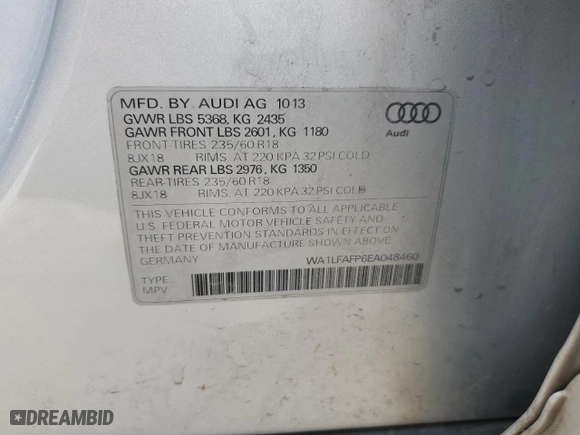 MFD. BY. AUDI AG 10 13
GVWR LBS 5368, KG 2435
GAWR FRONT LBS 2601, KG 1180
FRONT-TIRES 235/60 R18
8JX18 RIMS. AT 220 KPA 32 PSI COLD
GAWR REAR LBS 2976, KG 1350
REAR-TIRES 235/60 R18
8JX18 RIMS. AT 220 KPA 32 PSI COLD
Audi
THIS VEHICLE CONFORMS TO ALL APPLICABLE
U.S. FEDERAL MOTOR VEHICLE SAFETY AND
THEFT PREVENTION STANDARDS IN EFFECT ON
THE DATE OF MANUFACTURE SHOWN ABOVE.
GERMANY WA1LFAFP6EA048460
TYPE
MPV
DREAMBID